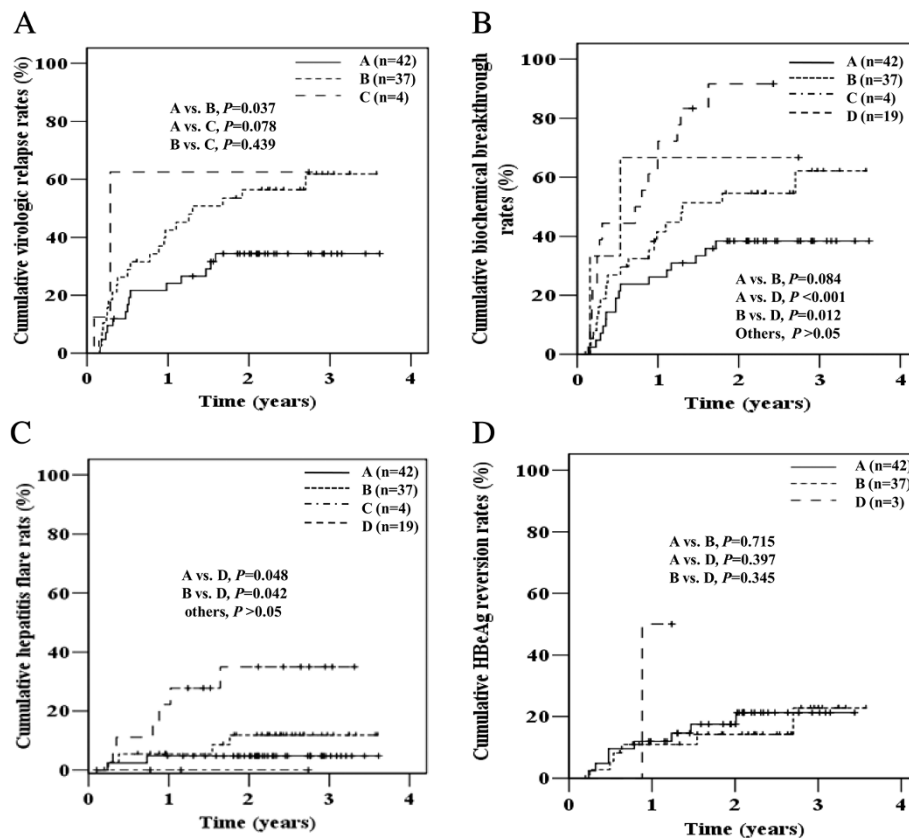 A
Cumulative virologic relapse rates (%)
100
80
60
40
20
0
A (n=42)
B (n=37)
C (n=4)
A vs. B, P=0.037
A vs. C, P=0.078
B vs. C, P=0.439
0 1 2 3 4
Time (years)
B
Cumulative biochemical breakthrough
rates (%)
100
80
60
40
20
0
A (n=42)
B (n=37)
C (n=4)
D (n=19)
A vs. B, P=0.084
A vs. D, P <0.001
B vs. D, P=0.012
Others, P >0.05
0 1 2 3 4
Time (years)
C
Cumulative hepatitis flare rats (%)
100
80
60
40
20
0
A (n=42)
B (n=37)
C (n=4)
D (n=19)
A vs. D, P=0.048
B vs. D, P=0.042
others, P >0.05
0 1 2 3 4
Time (years)
D
Cumulative HBeAg reversion rates (%)
100
80
60
40
20
0
A (n=42)
B (n=37)
D (n=3)
A vs. B, P=0.715
A vs. D, P=0.397
B vs. D, P=0.345
0 1 2 3 4
Time (years)